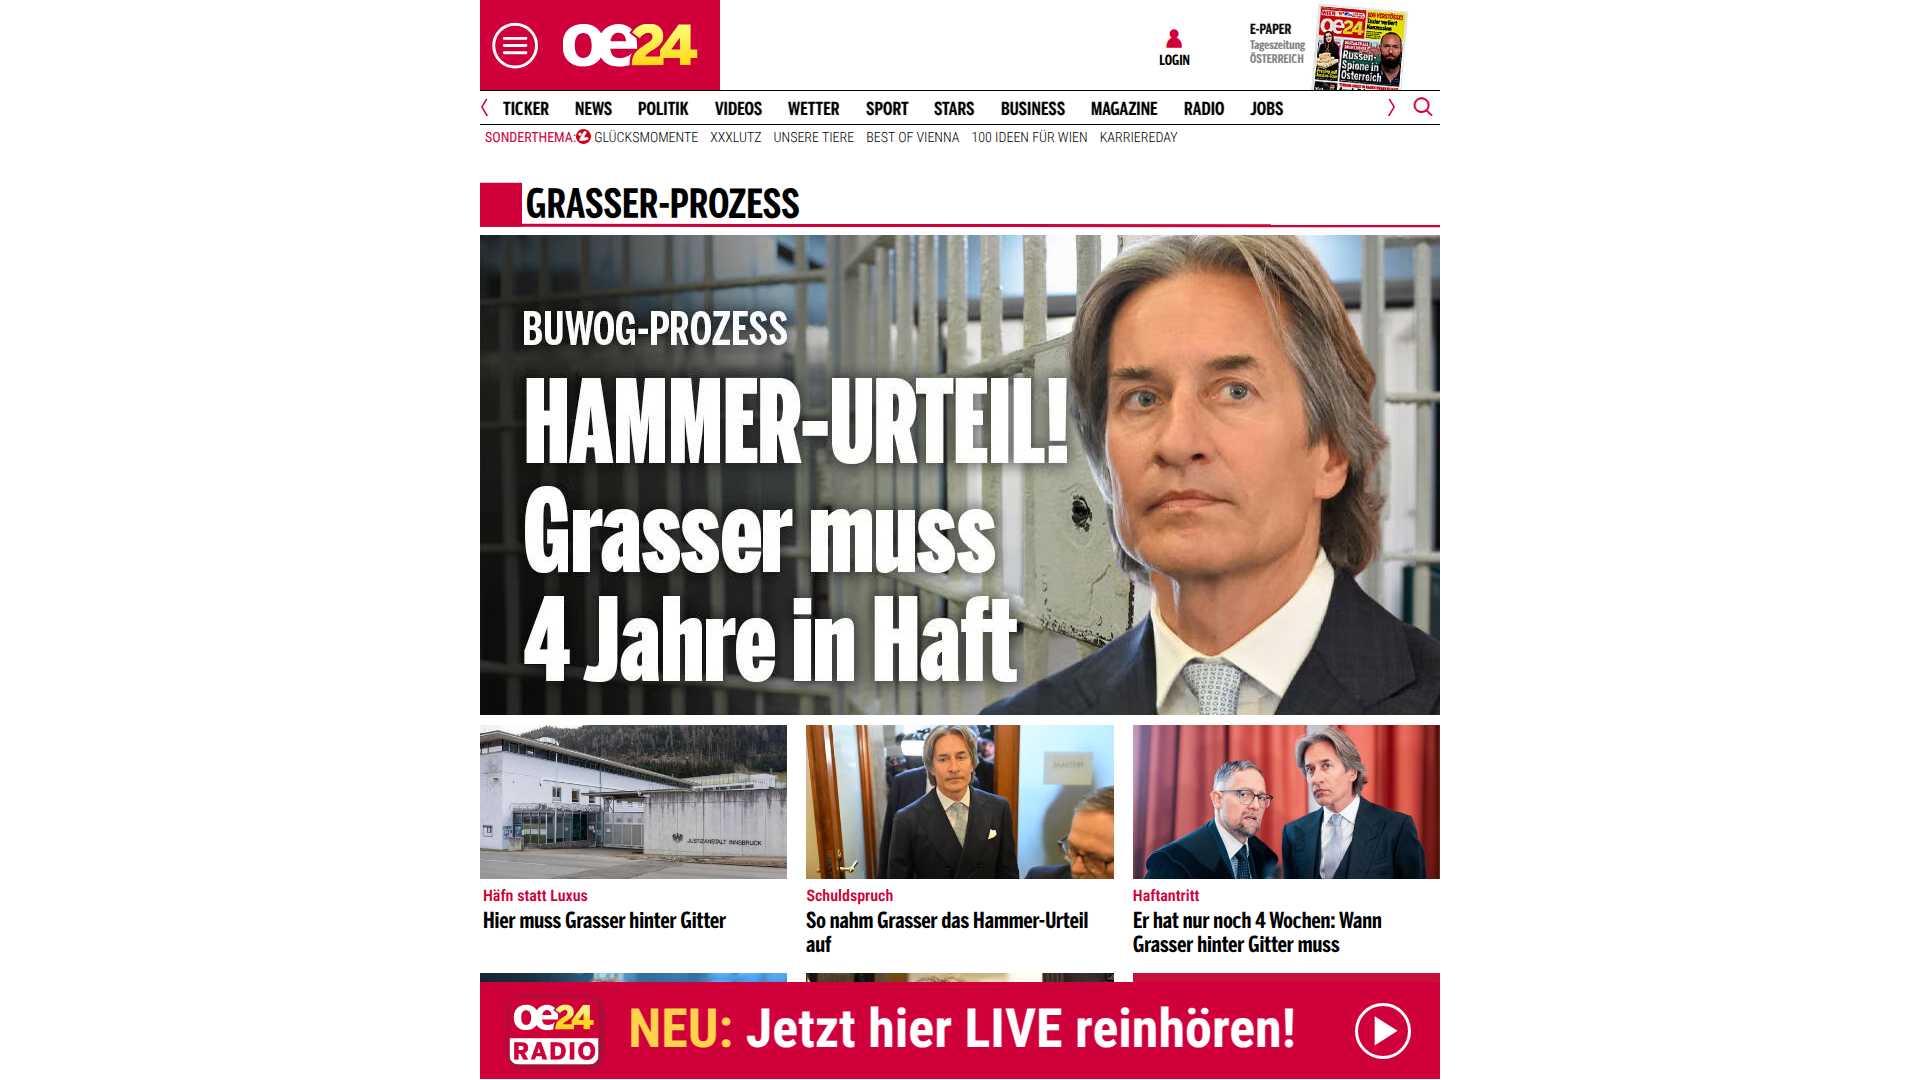 oe24
LOGIN
E-PAPER
Tageszeitung
ÖSTERREICH
oe24
Russen-
Spinne in
Österreich
TICKER NEWS POLITIK VIDEOS WETTER SPORT STARS BUSINESS MAGAZINE RADIO JOBS
SONDERTHEMA: GLÜCKSMOMENTE XXXLUTZ UNSERE TIERE BEST OF VIENNA 100 IDEEN FÜR WIEN KARRIEREDAY
GRASSER-PROZESS
BUWOG-PROZESS
HAMMER-URTEIL!
Grasser muss
4 Jahre in Haft
JUSTIZANSTALT INNSBRUCK
Häfn statt Luxus
Hier muss Grasser hinter Gitter
Schuldspruch
So nahm Grasser das Hammer-Urteil
auf
Haftantritt
Er hat nur noch 4 Wochen: Wann
Grasser hinter Gitter muss
oe24
RADIO
NEU: Jetzt hier LIVE reinhören!